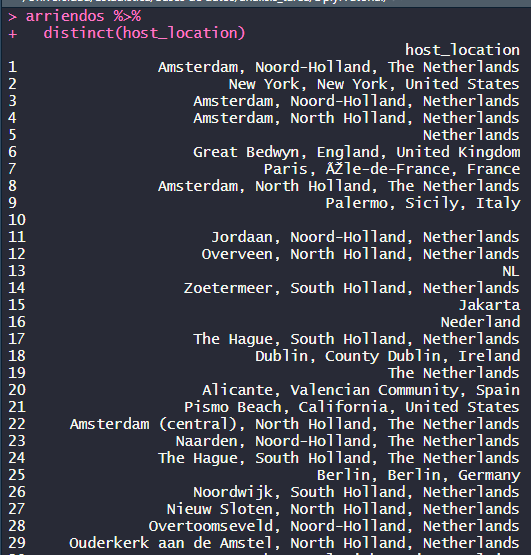 > arriendos %>%
+ distinct(host_location)
host_location
1 Amsterdam, Noord-Holland, The Netherlands
2 New York, New York, United States
3 Amsterdam, Noord-Holland, Netherlands
4 Amsterdam, North Holland, Netherlands
5 Netherlands
6 Great Bedwyn, England, United Kingdom
7 Paris, ÃŽle-de-France, France
8 Amsterdam, North Holland, The Netherlands
9 Palermo, Sicily, Italy
10
11 Jordaan, Noord-Holland, Netherlands
12 Overveen, North Holland, Netherlands
13 NL
14 Zoetermeer, South Holland, Netherlands
15 Jakarta
16 Nederland
17 The Hague, South Holland, Netherlands
18 Dublin, County Dublin, Ireland
19 The Netherlands
20 Alicante, Valencian Community, Spain
21 Pismo Beach, California, United States
22 Amsterdam (central), North Holland, The Netherlands
23 Naarden, Noord-Holland, The Netherlands
24 The Hague, South Holland, The Netherlands
25 Berlin, Berlin, Germany
26 Noordwijk, South Holland, Netherlands
27 Nieuw Sloten, North Holland, Netherlands
28 Overtoomseveld, Noord-Holland, Netherlands
29 Ouderkerk aan de Amstel, North Holland, Netherlands